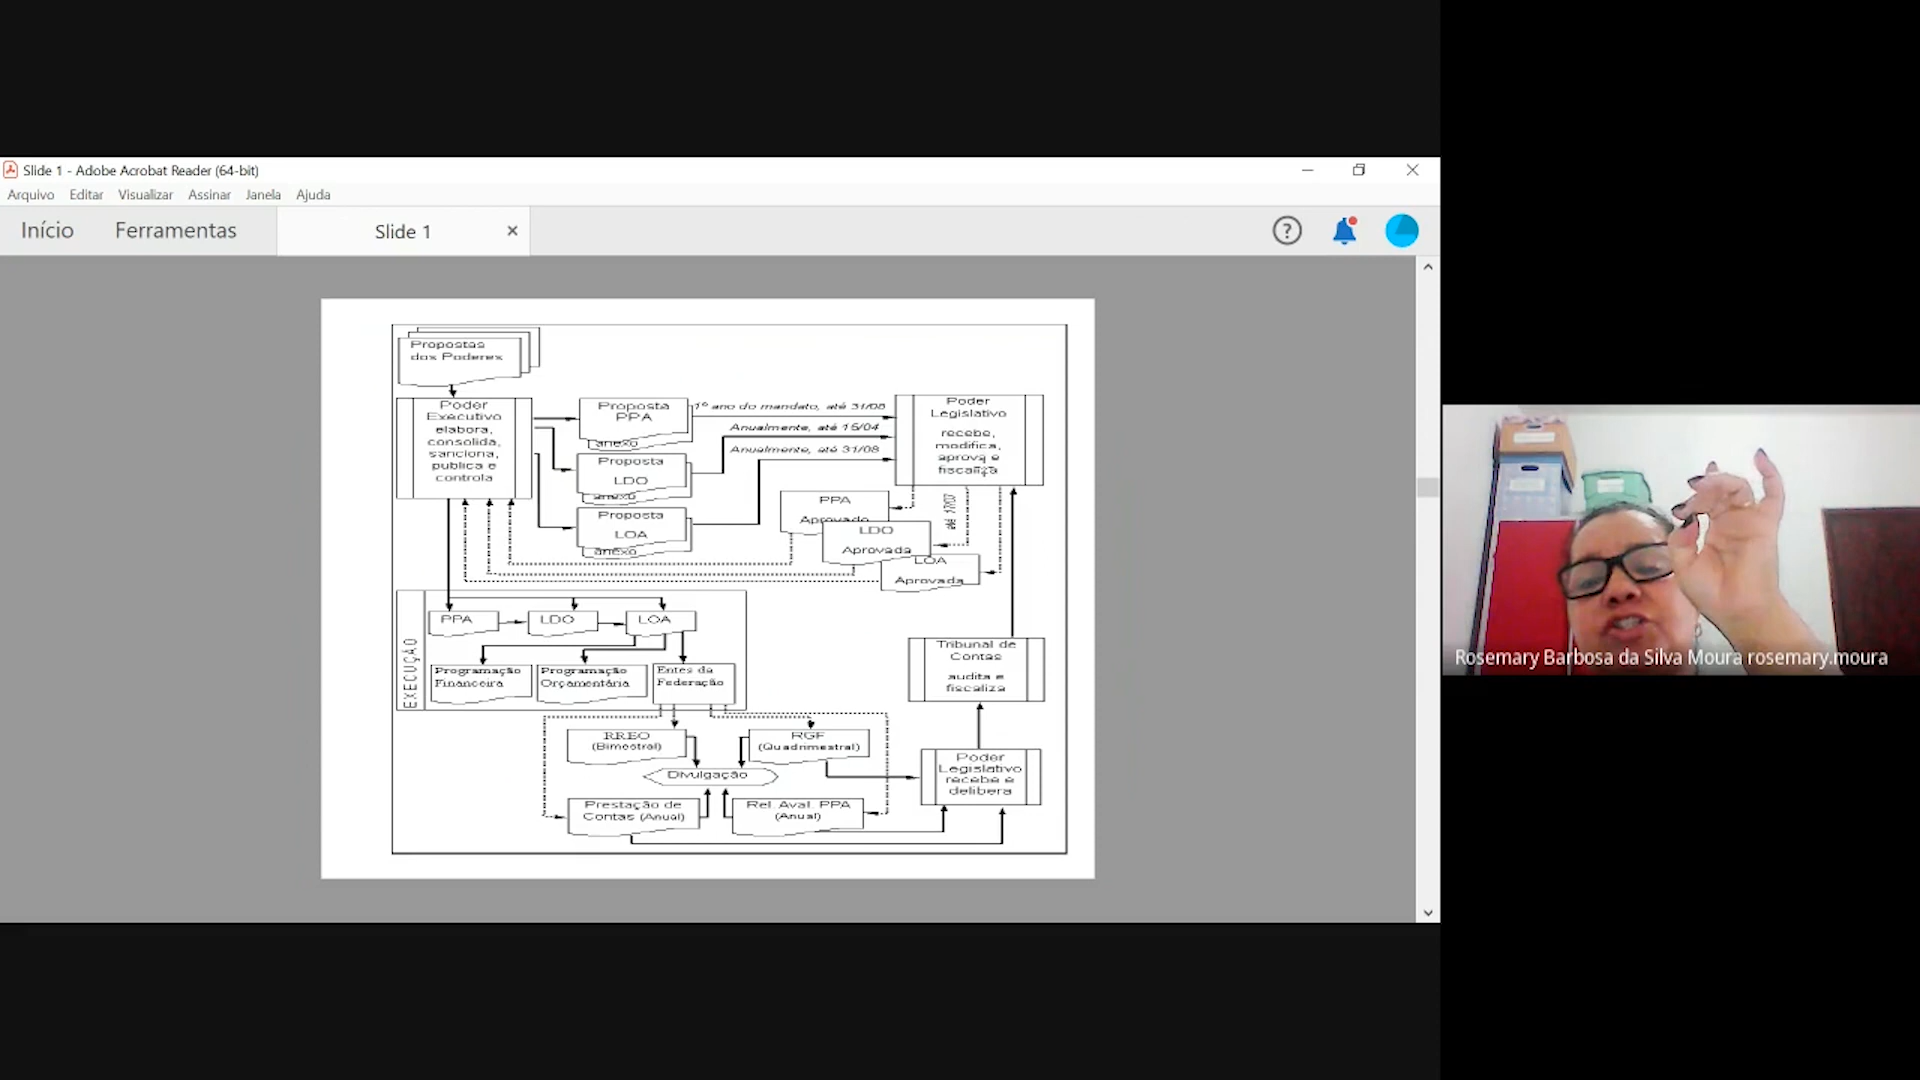 Slide 1 - Adobe Acrobat Reader (64-bit)
Arquivo Editar Visualizar Assinar Janela Ajuda
Início Ferramentas Slide 1
Propostas
dos Poderes
Poder
Executivo
elabora,
consolida,
sanciona,
publica e
controla
Proposta
PPA
anexo
Proposta
LDO
anexo
Proposta
LOA
anexo
1º ano do mandato, até 31/08
Anualmente, até 15/04
Anualmente, até 31/08
Poder
Legislativo
recebe,
modifica,
aprova e
fiscaliza
até 17/07
PPA
Aprovado
LDO
Aprovada
LOA
Aprovada
EXECUÇÃO
PPA
LDO
LOA
Programação
Financeira
Programação
Orçamentária
Entes da
Federação
Tribunal de
Contas
audita e
fiscaliza
RREO
(Bimestral)
RGF
(Quadrimestral)
Divulgação
Poder
Legislativo
recebe e
delibera
Prestação de
Contas (Anual)
Rel. Aval. PPA
(Anual)
Rosemary Barbosa da Silva Moura rosemary.moura